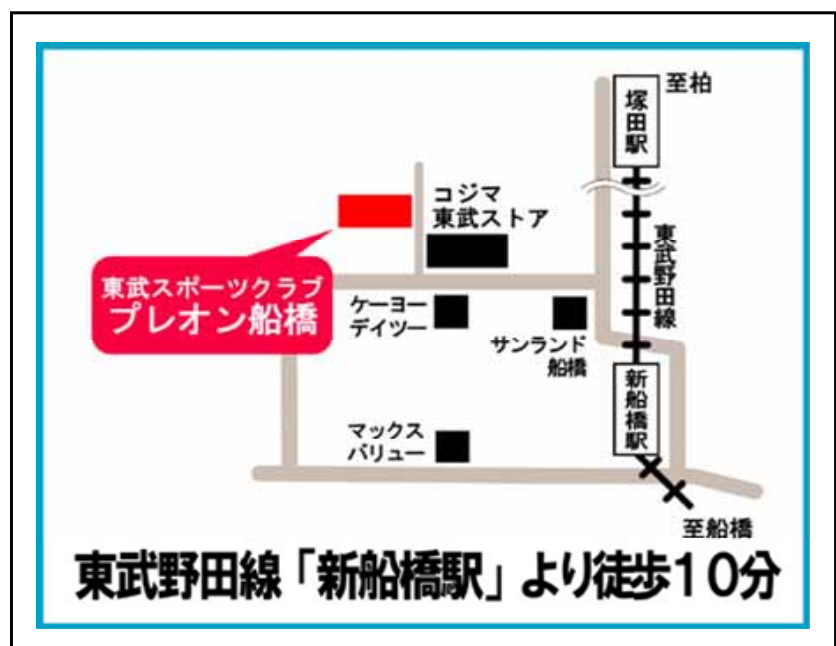 至柏
塚田駅
コジマ
東武ストア
東武野田線
東武スポーツクラブ
プレオン船橋
ケーヨー
デイツー
サンランド
船橋
新船橋駅
マックス
バリュー
至船橋
東武野田線「新船橋駅」より徒歩10分